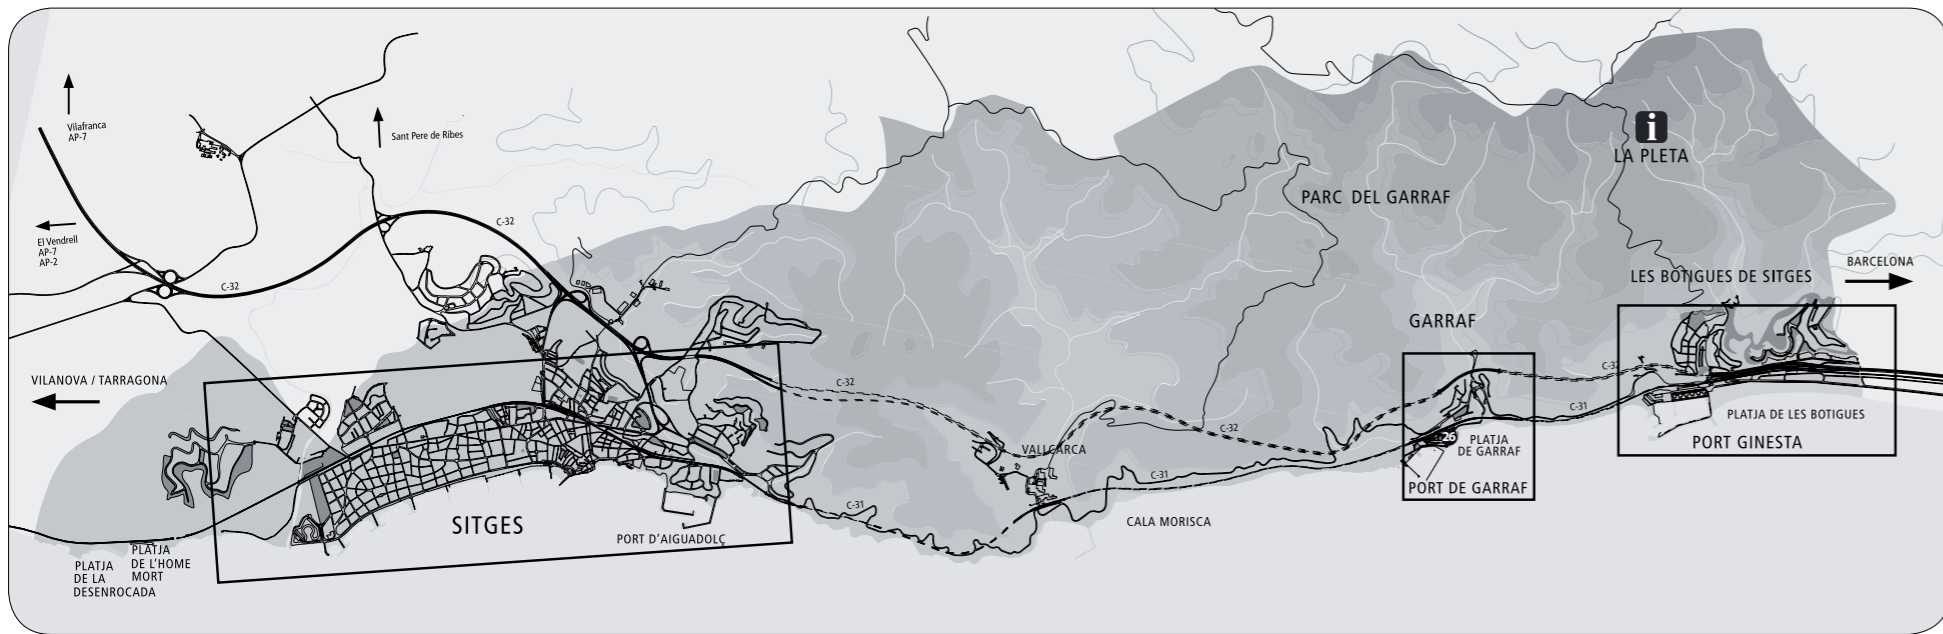 Vilafranca
AP-7
Sant Pere de Ribes
El Vendrell
AP-7
AP-2
C-32
C-32
VILANOVA / TARRAGONA
PLATJA
DE LA
DESENROCADA
PLATJA
DE L'HOME
MORT
SITGES
PORT D'AIGUADOLÇ
C-32
C-31
VALLCARCA
C-31
C-32
CALA MORISCA
PARC DEL GARRAF
i
LA PLETA
GARRAF
26
PLATJA
DE GARRAF
PORT DE GARRAF
C-32
C-31
LES BOTIGUES DE SITGES
BARCELONA
PLATJA DE LES BOTIGUES
PORT GINESTA